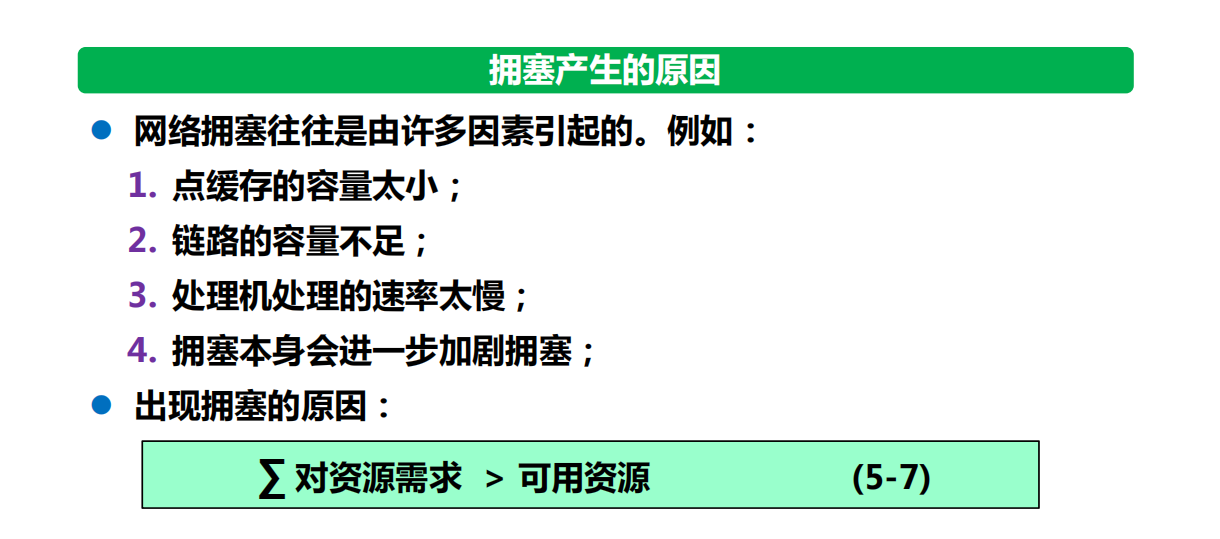 拥塞产生的原因
● 网络拥塞往往是由许多因素引起的。例如：
1. 点缓存的容量太小；
2. 链路的容量不足；
3. 处理机处理的速率太慢；
4. 拥塞本身会进一步加剧拥塞；
● 出现拥塞的原因：
∑ 对资源需求 > 可用资源 (5-7)